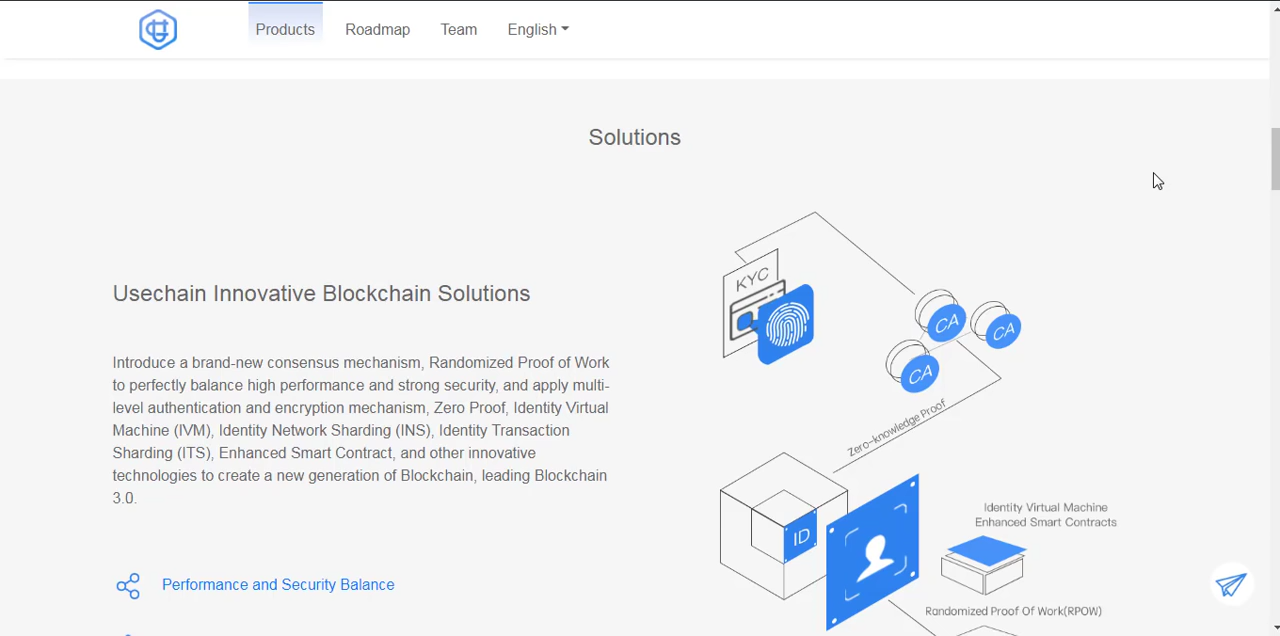 Products
Roadmap
Team
English
Solutions
Usechain Innovative Blockchain Solutions
Introduce a brand-new consensus mechanism, Randomized Proof of Work
to perfectly balance high performance and strong security, and apply multi-
level authentication and encryption mechanism, Zero Proof, Identity Virtual
Machine (IVM), Identity Network Sharding (INS), Identity Transaction
Sharding (ITS), Enhanced Smart Contract, and other innovative
technologies to create a new generation of Blockchain, leading Blockchain
3.0.
Performance and Security Balance
KYC
CA
CA
CA
Zero-knowledge Proof
ID
Identity Virtual Machine
Enhanced Smart Contracts
Randomized Proof Of Work(RPOW)